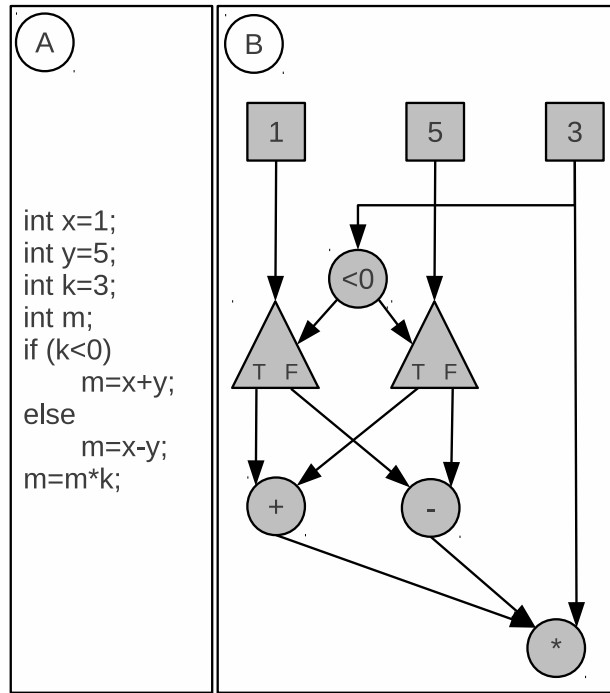 A
int x=1;
int y=5;
int k=3;
int m;
if (k<0)
m=x+y;
else
m=x-y;
m=m*k;
B
1 5 3
<0
T F T F
+ -
*